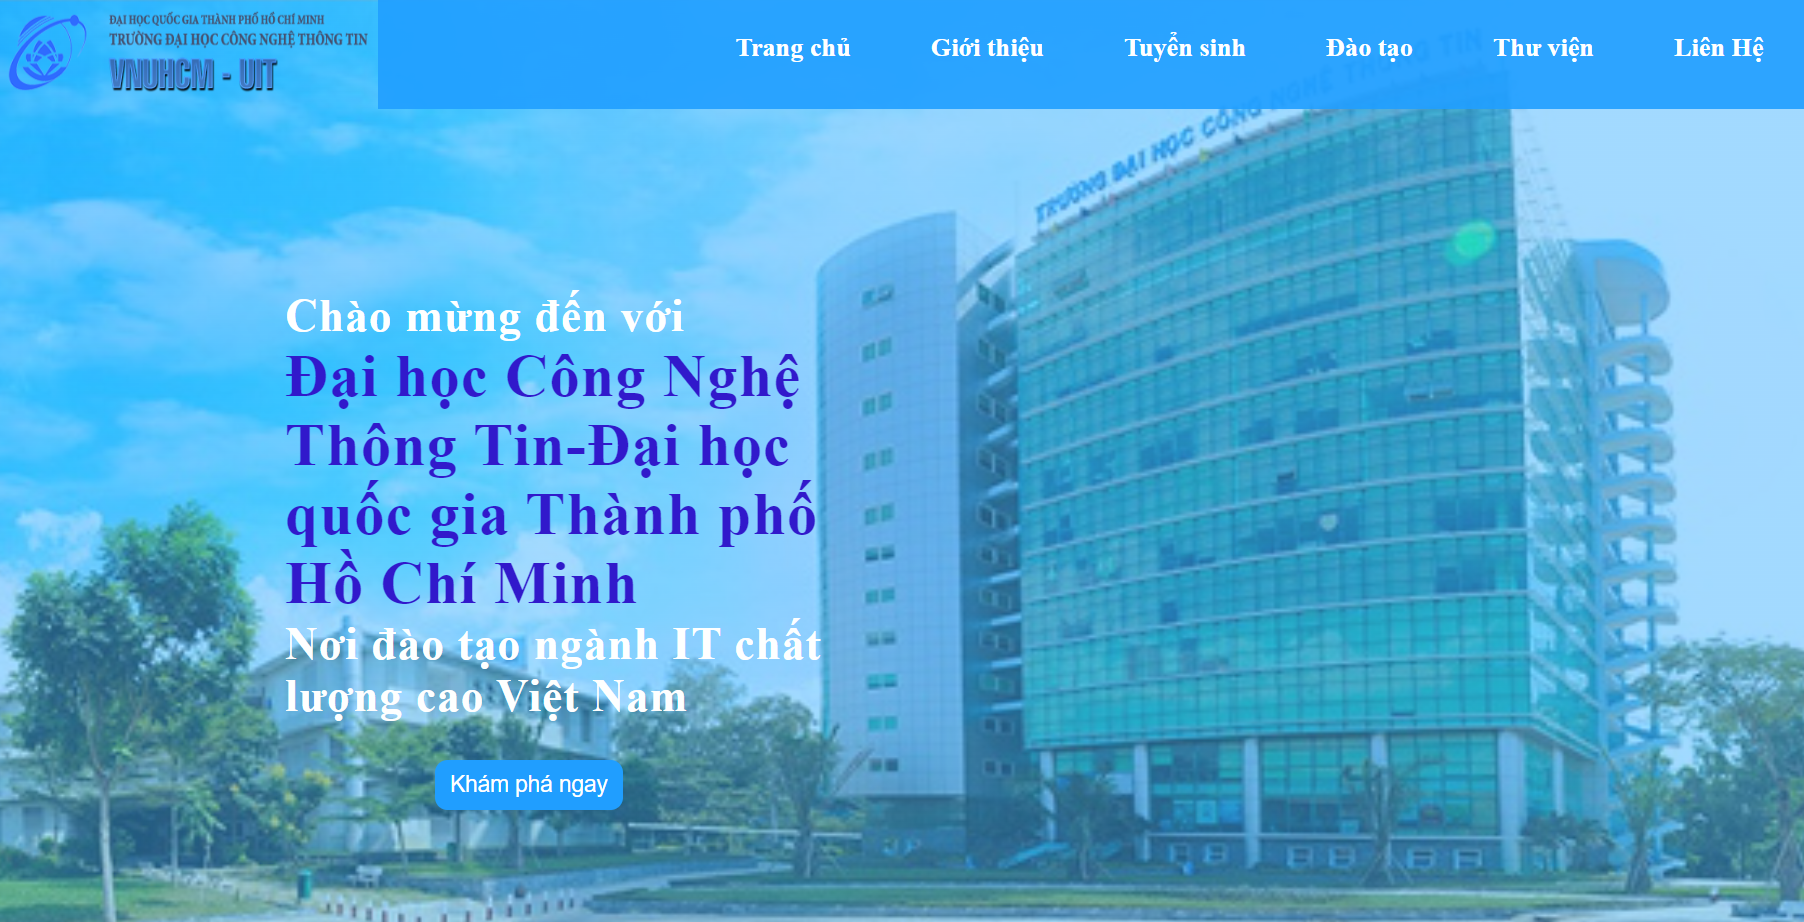 ĐẠI HỌC QUỐC GIA THÀNH PHỐ HỒ CHÍ MINH
TRƯỜNG ĐẠI HỌC CÔNG NGHỆ THÔNG TIN
VNUHCM - UIT
Trang chủ
Giới thiệu
Tuyển sinh
Đào tạo
Thư viện
Liên Hệ
TRƯỜNG ĐẠI HỌC CÔNG NGHỆ THÔNG TIN
Chào mừng đến với
Đại học Công Nghệ
Thông Tin-Đại học
quốc gia Thành phố
Hồ Chí Minh
Nơi đào tạo ngành IT chất
lượng cao Việt Nam
Khám phá ngay